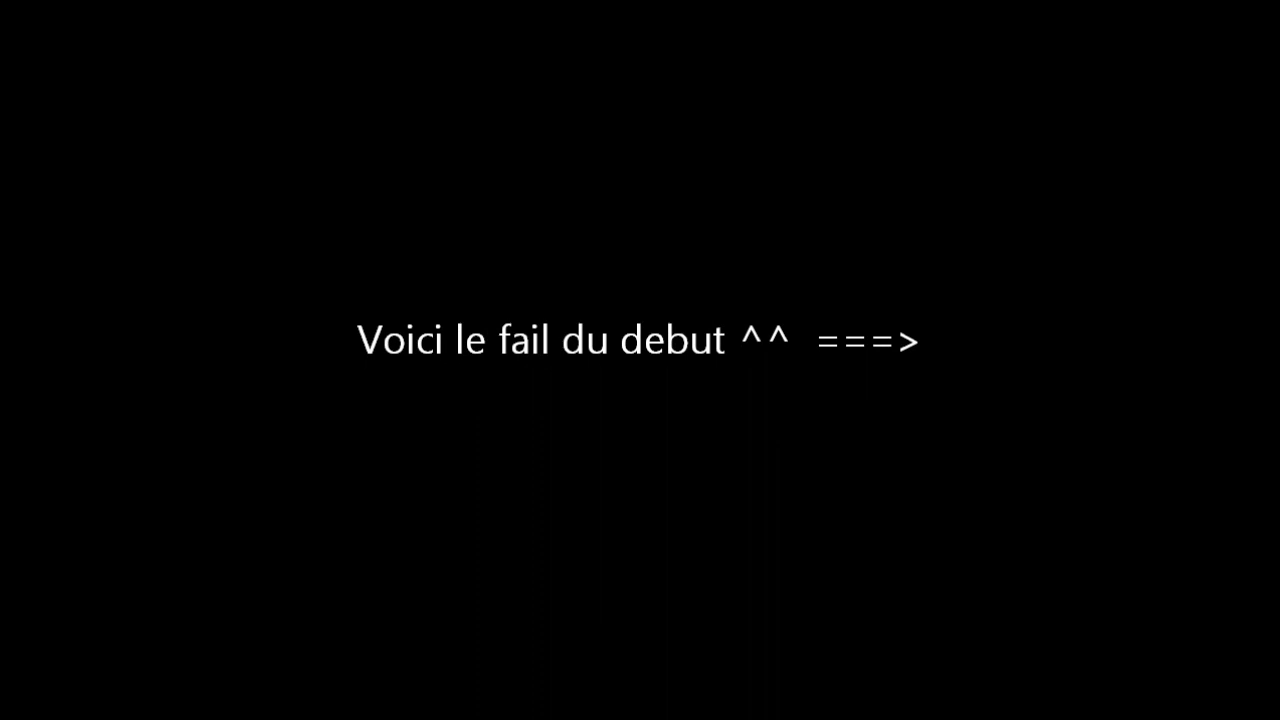 Voici le fail du debut ^^ ===>